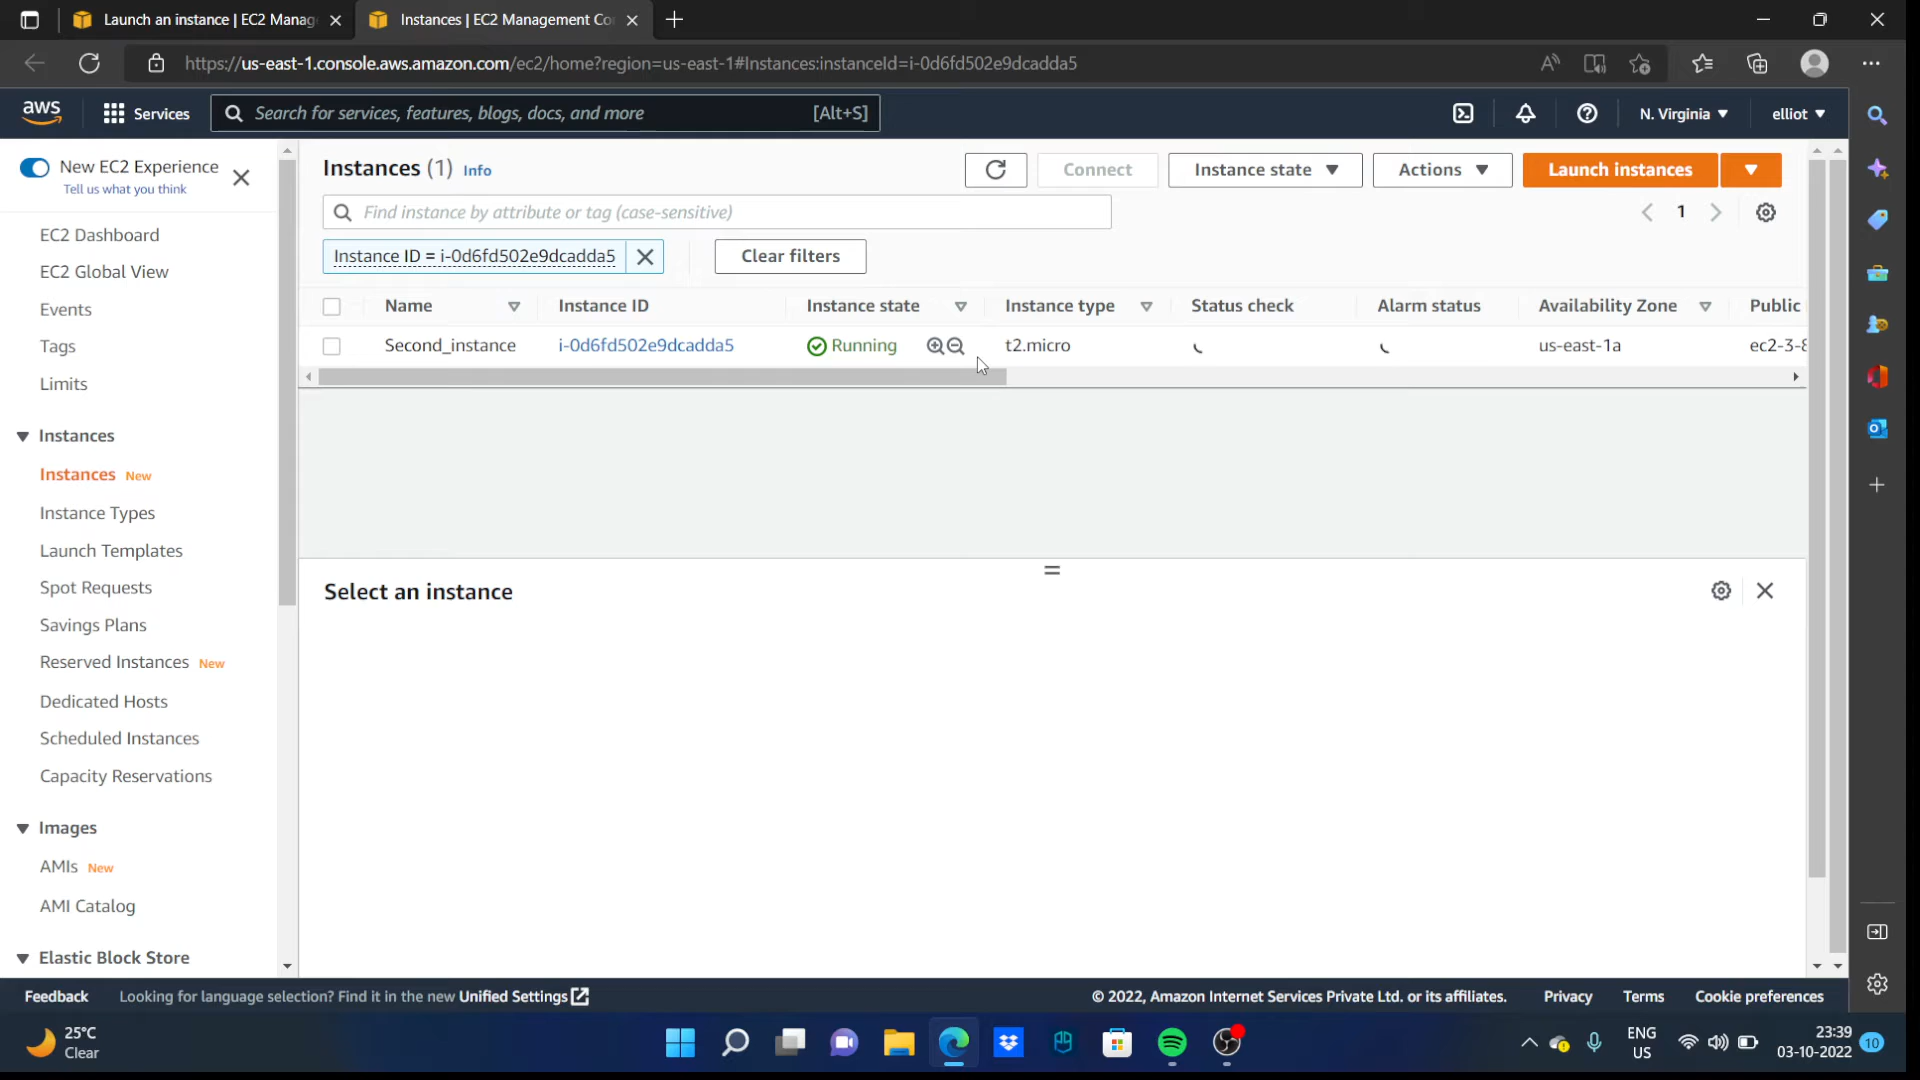 Launch an instance | EC2 Manag
Instances | EC2 Management Co
https://us-east-1.console.aws.amazon.com/ec2/home?region=us-east-1#Instances:instanceId=i-0d6fd502e9dcadda5
aws
Services
Search for services, features, blogs, docs, and more
[Alt+S]
N. Virginia
elliot
New EC2 Experience
Tell us what you think
EC2 Dashboard
EC2 Global View
Events
Tags
Limits
Instances
Instances New
Instance Types
Launch Templates
Spot Requests
Savings Plans
Reserved Instances New
Dedicated Hosts
Scheduled Instances
Capacity Reservations
Images
AMIs New
AMI Catalog
Elastic Block Store
Instances (1) Info
Connect
Instance state
Actions
Launch instances
Find instance by attribute or tag (case-sensitive)
1
Instance ID = i-0d6fd502e9dcadda5
Clear filters
Name Instance ID Instance state Instance type Status check Alarm status Availability Zone Public
Second_instance i-0d6fd502e9dcadda5 Running t2.micro us-east-1a ec2-3-8
Select an instance
Feedback
Looking for language selection? Find it in the new Unified Settings
© 2022, Amazon Internet Services Private Ltd. or its affiliates.
Privacy
Terms
Cookie preferences
25°C
Clear
ENG
US
23:39
03-10-2022
10